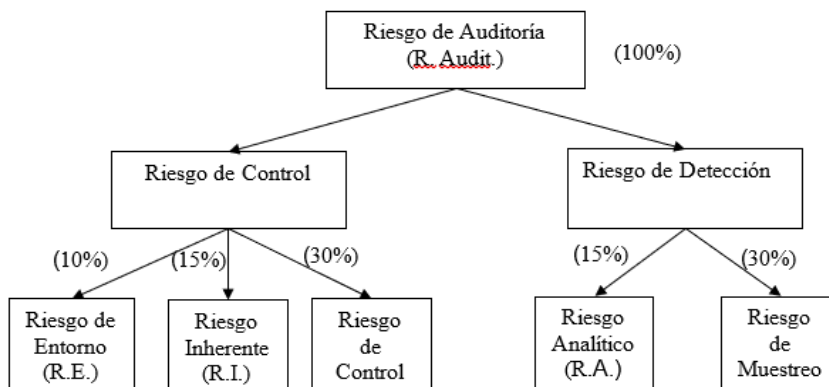 Riesgo de Auditoría
(R. Audit.)
(100%)
Riesgo de Control
Riesgo de Detección
(10%)
(15%)
(30%)
(15%)
(30%)
Riesgo de
Entorno
(R.E.)
Riesgo
Inherente
(R.I.)
Riesgo
de
Control
Riesgo
Analítico
(R.A.)
Riesgo
de
Muestreo